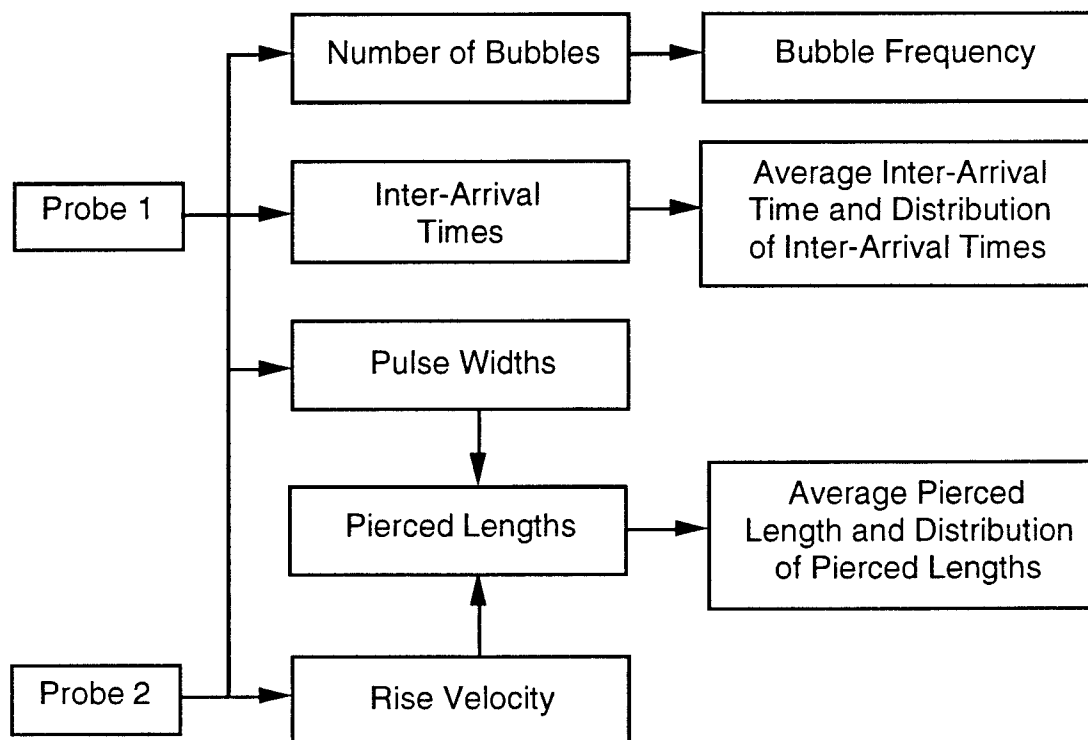 Number of Bubbles
Bubble Frequency
Probe 1
Inter-Arrival
Times
Average Inter-Arrival
Time and Distribution
of Inter-Arrival Times
Pulse Widths
Pierced Lengths
Average Pierced
Length and Distribution
of Pierced Lengths
Probe 2
Rise Velocity